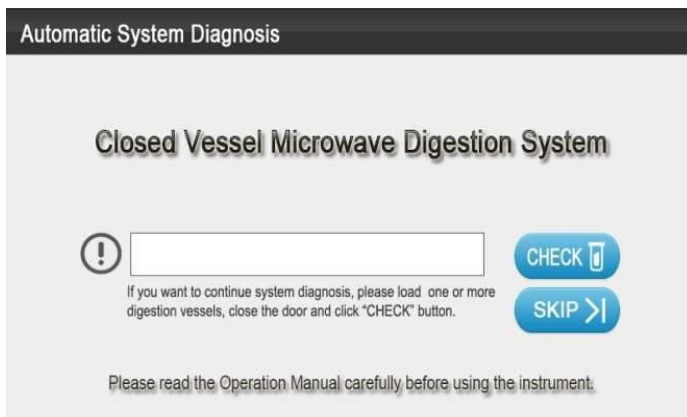 Automatic System Diagnosis
Closed Vessel Microwave Digestion System
CHECK
If you want to continue system diagnosis, please load one or more
digestion vessels, close the door and click “CHECK” button.
SKIP
Please read the Operation Manual carefully before using the instrument.